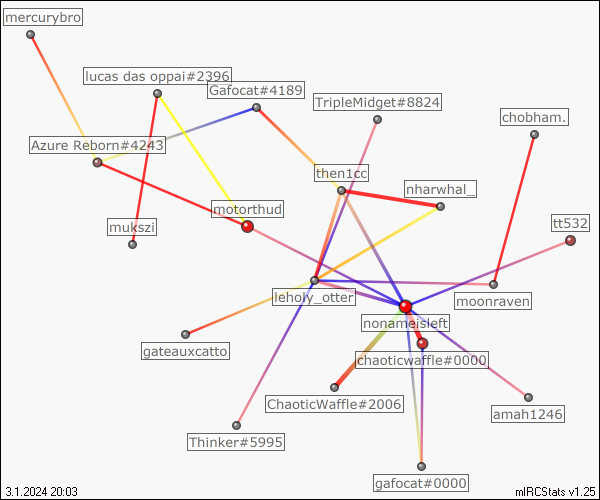 mercurybro
lucas das oppai#2396
Gafocat#4189
TripleMidget#8824
chobham.
Azure Reborn#4243
then1cc
nharwhal_
motorthud
tt532
mukszi
leholy_otter
moonraven
nonameisleft
gateauxcatto
chaoticwaffle#0000
ChaoticWaffle#2006
amah1246
Thinker#5995
gafocat#0000
3.1.2024 20:03
mIRCStats v1.25